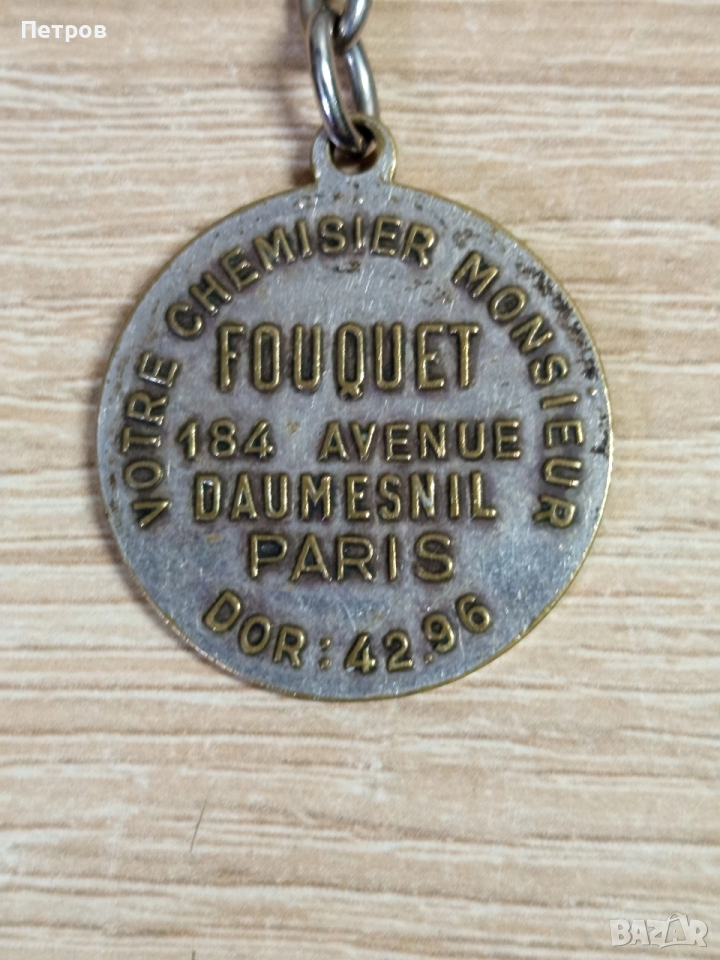 Петров
VOTRE CHEMISIER MONSIEUR
FOUQUET
184 AVENUE
DAUMESNIL
PARIS
DOR: 42.96
BAZAR